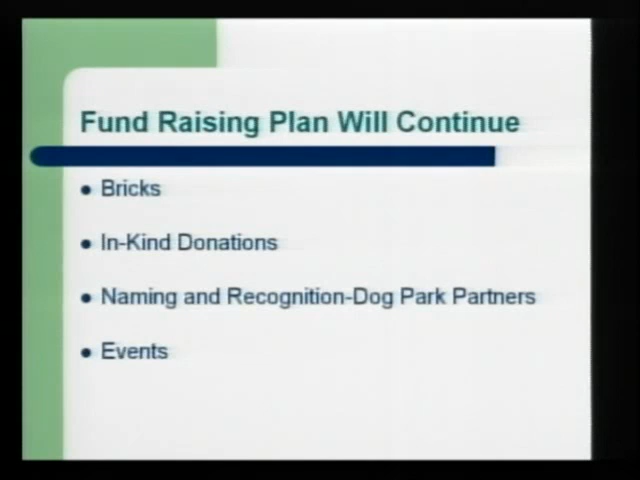 Fund Raising Plan Will Continue
Bricks
In-Kind Donations
Naming and Recognition-Dog Park Partners
Events